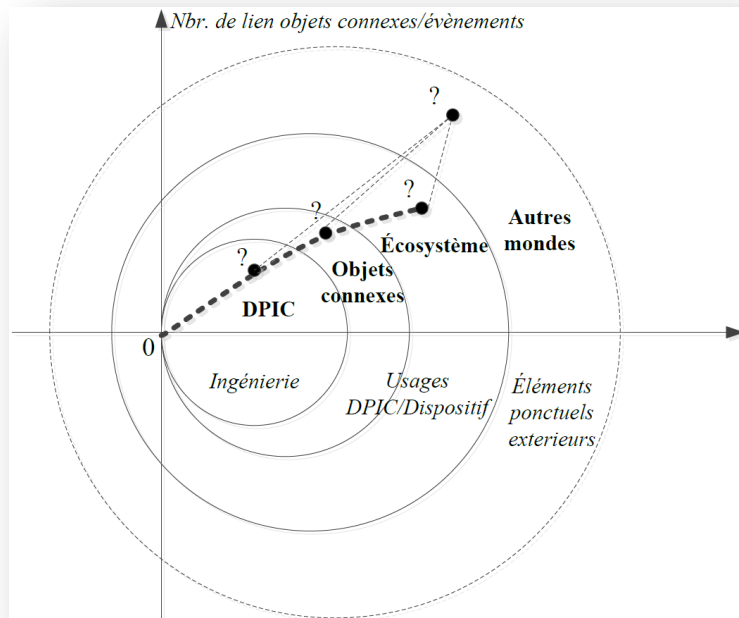 Nbr. de lien objets connexes/évènements
?
?
?
?
Autres
mondes
Écosystème
Objets
connexes
DPIC
0
Ingénierie
Usages
DPIC/Dispositif
Éléments
ponctuels
exterieurs